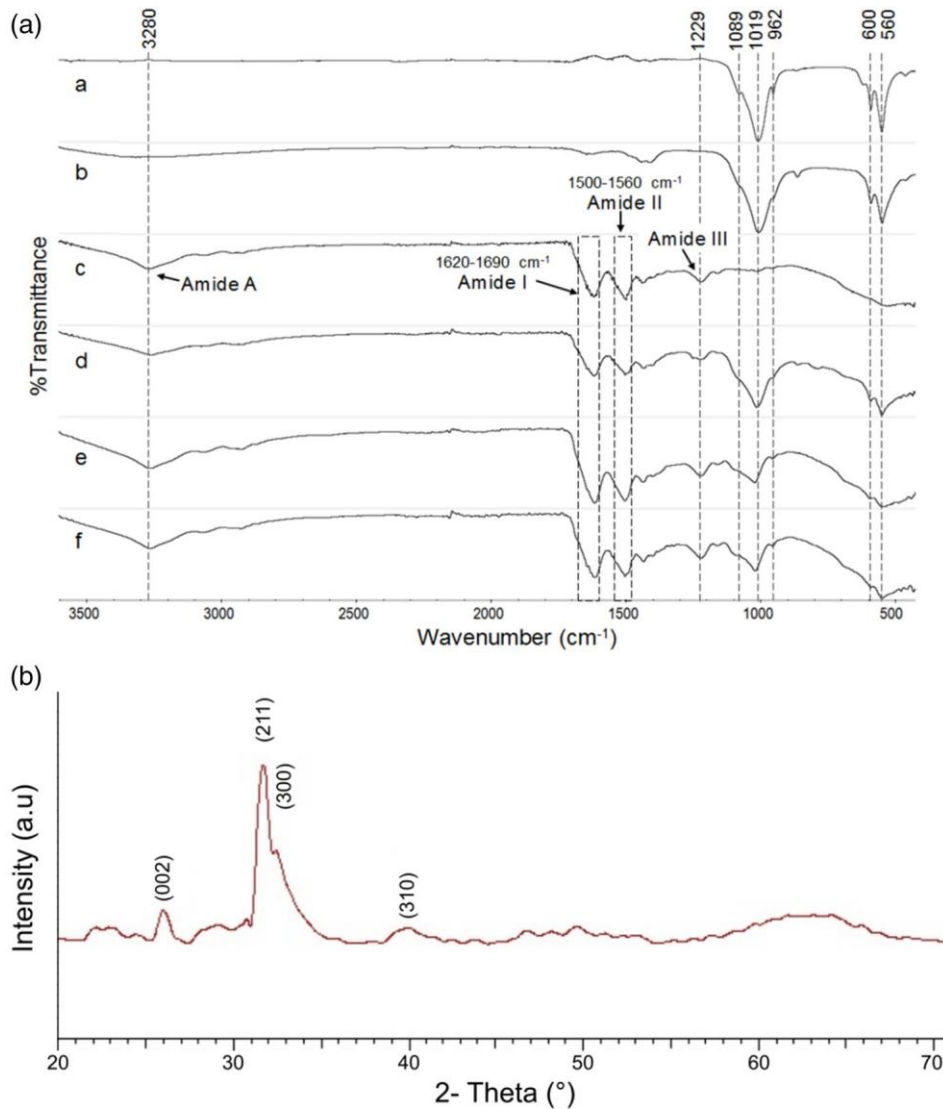 (a)
3280
1229
1089
1019
962
600
560
a
b
1500-1560 cm⁻¹
Amide II
c
Amide III
1620-1690 cm⁻¹
Amide I
Amide A
d
e
f
%Transmittance
3500 3000 2500 2000 1500 1000 500
Wavenumber (cm⁻¹)
(b)
(211)
(300)
(002)
(310)
Intensity (a.u)
20 30 40 50 60 70
2- Theta (°)